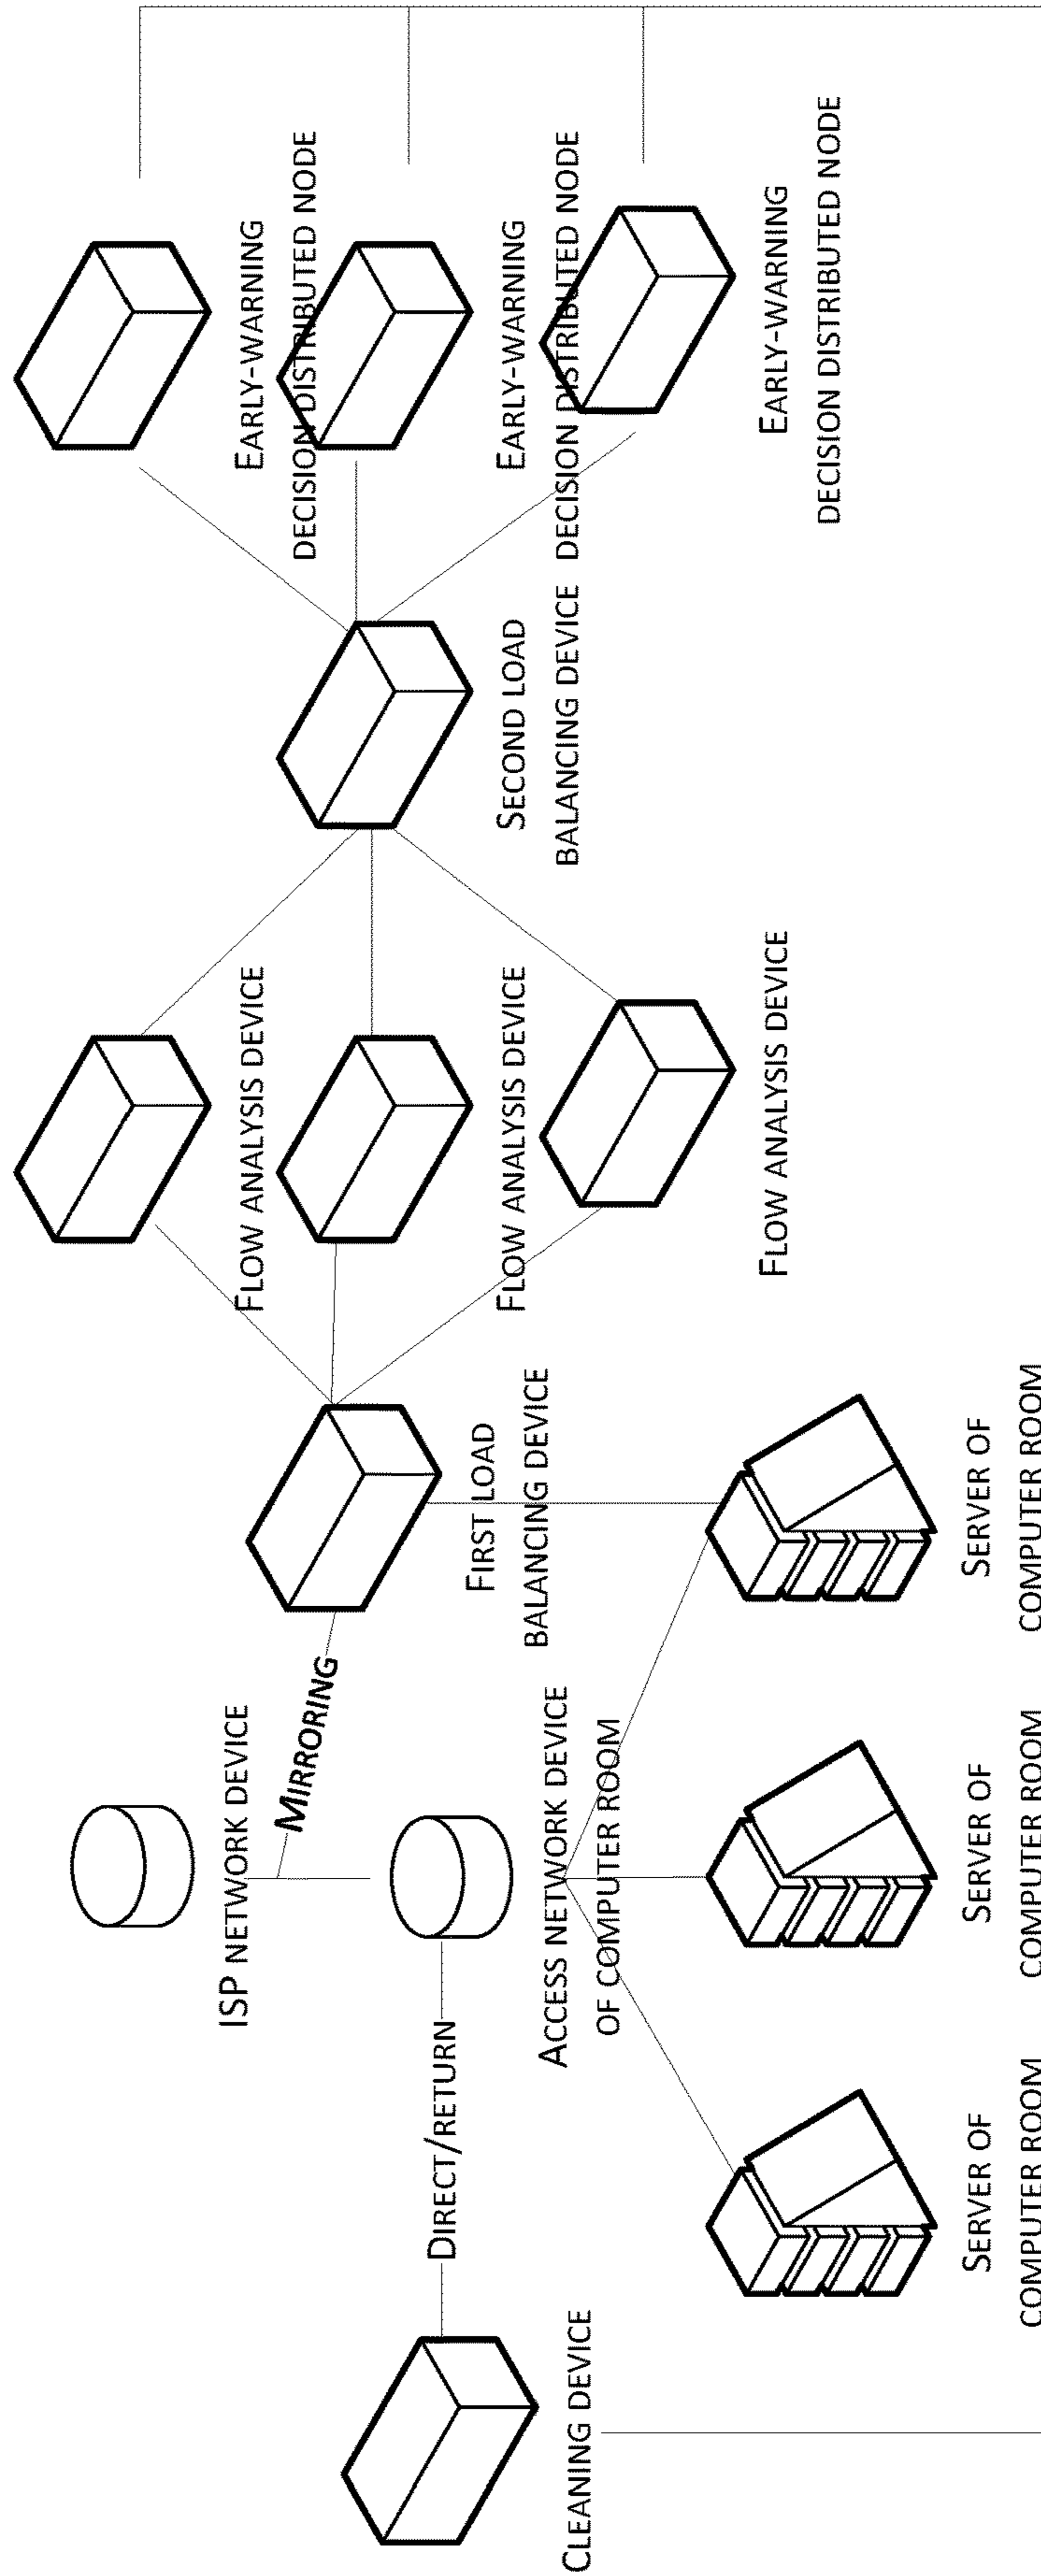 ISP NETWORK DEVICE
MIRRORING
CLEANING DEVICE
DIRECT/RETURN
ACCESS NETWORK DEVICE
OF COMPUTER ROOM
FIRST LOAD
BALANCING DEVICE
FLOW ANALYSIS DEVICE
FLOW ANALYSIS DEVICE
FLOW ANALYSIS DEVICE
SECOND LOAD
BALANCING DEVICE
EARLY-WARNING
DECISION DISTRIBUTED NODE
EARLY-WARNING
DECISION DISTRIBUTED NODE
EARLY-WARNING
DECISION DISTRIBUTED NODE
SERVER OF
COMPUTER ROOM
SERVER OF
COMPUTER ROOM
SERVER OF
COMPUTER ROOM